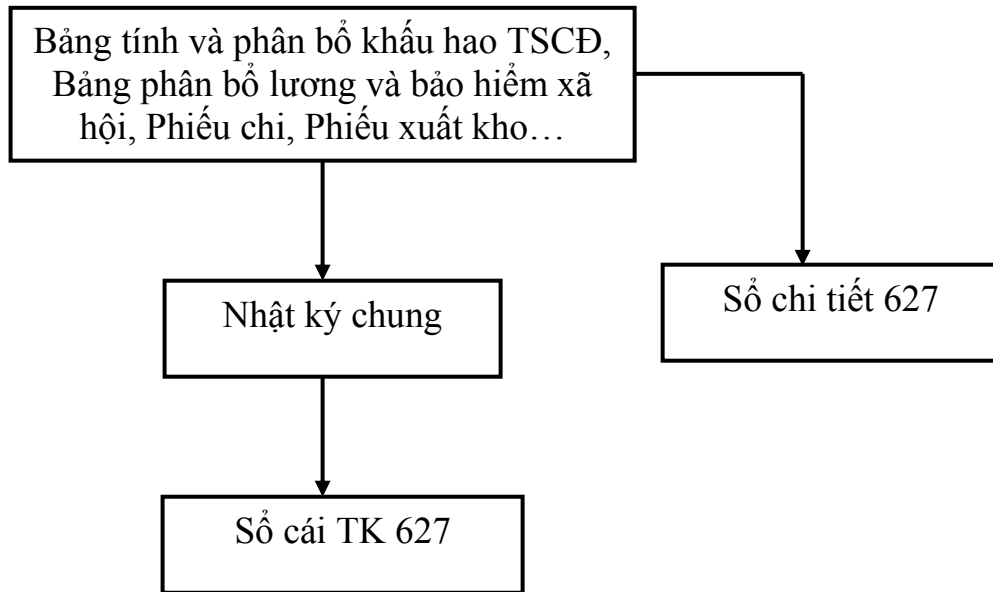 Bảng tính và phân bổ khấu hao TSCĐ,
Bảng phân bổ lương và bảo hiểm xã
hội, Phiếu chi, Phiếu xuất kho…
Nhật ký chung
Sổ chi tiết 627
Sổ cái TK 627